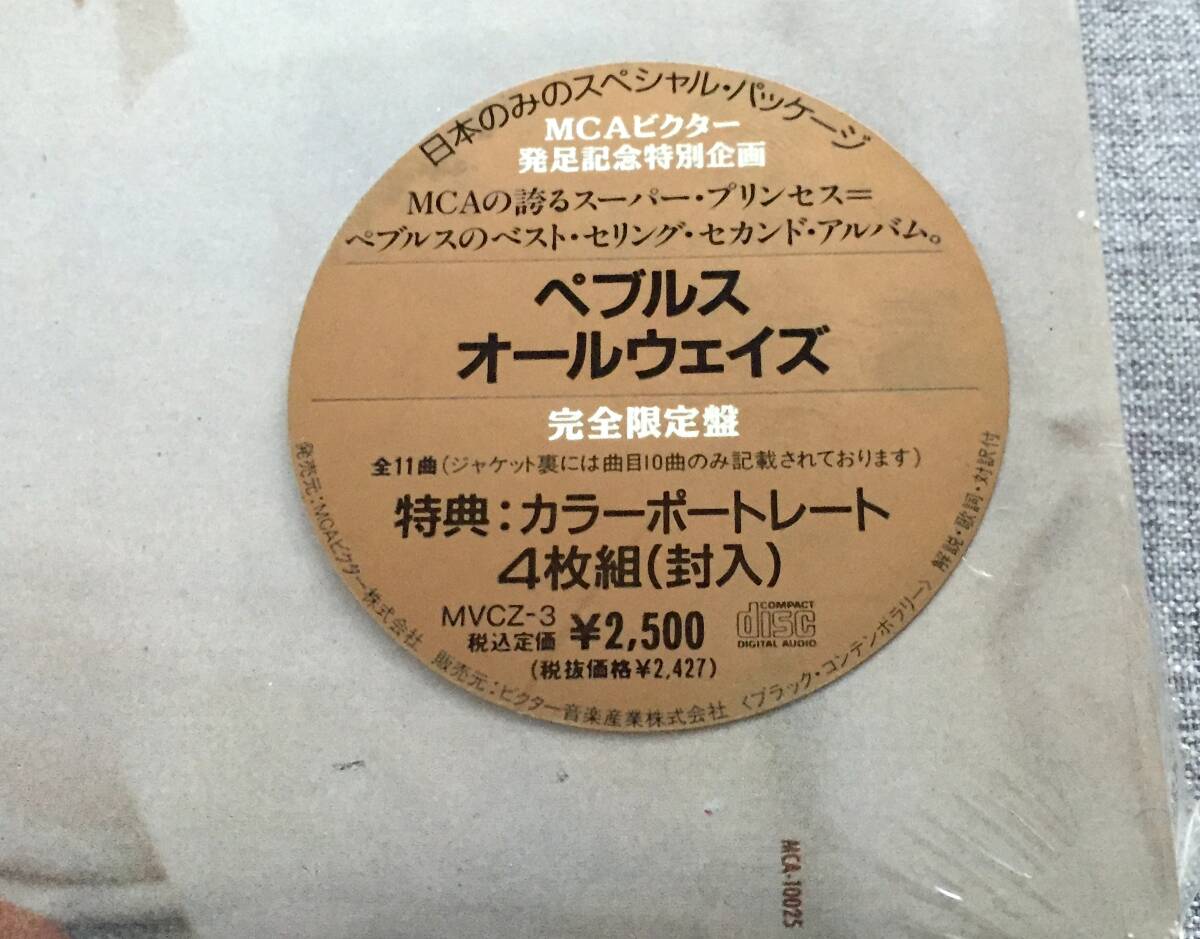 日本のみのスペシャル・パッケージ
MCAビクター
発足記念特別企画
MCAの誇るスーパー・プリンセス=
ペブルスのベスト・セリング・セカンド・アルバム。
ペブルス
オールウェイズ
完全限定盤
全11曲(ジャケット裏には曲目10曲のみ記載されております)
特典:カラーポートレート
4枚組(封入)
MVCZ-3
税込定価 ¥2,500
(税抜価格¥2,427)
COMPACT
disc
DIGITAL AUDIO
発売元:MCAビクター株式会社 販売元:ビクター音楽産業株式会社 〈ブラック・コンテンポラリー〉 解説・歌詞・対訳付
MCA-10025